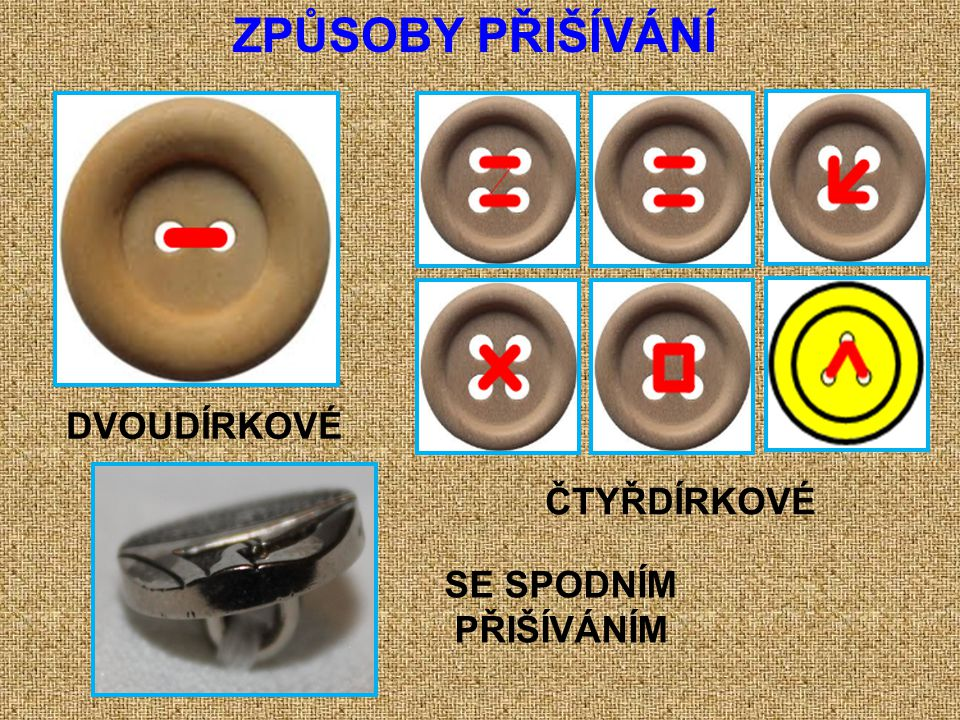 ZPŮSOBY PŘIŠÍVÁNÍ
DVOUDÍRKOVÉ
ČTYŘDÍRKOVÉ
SE SPODNÍM
PŘIŠÍVÁNÍM